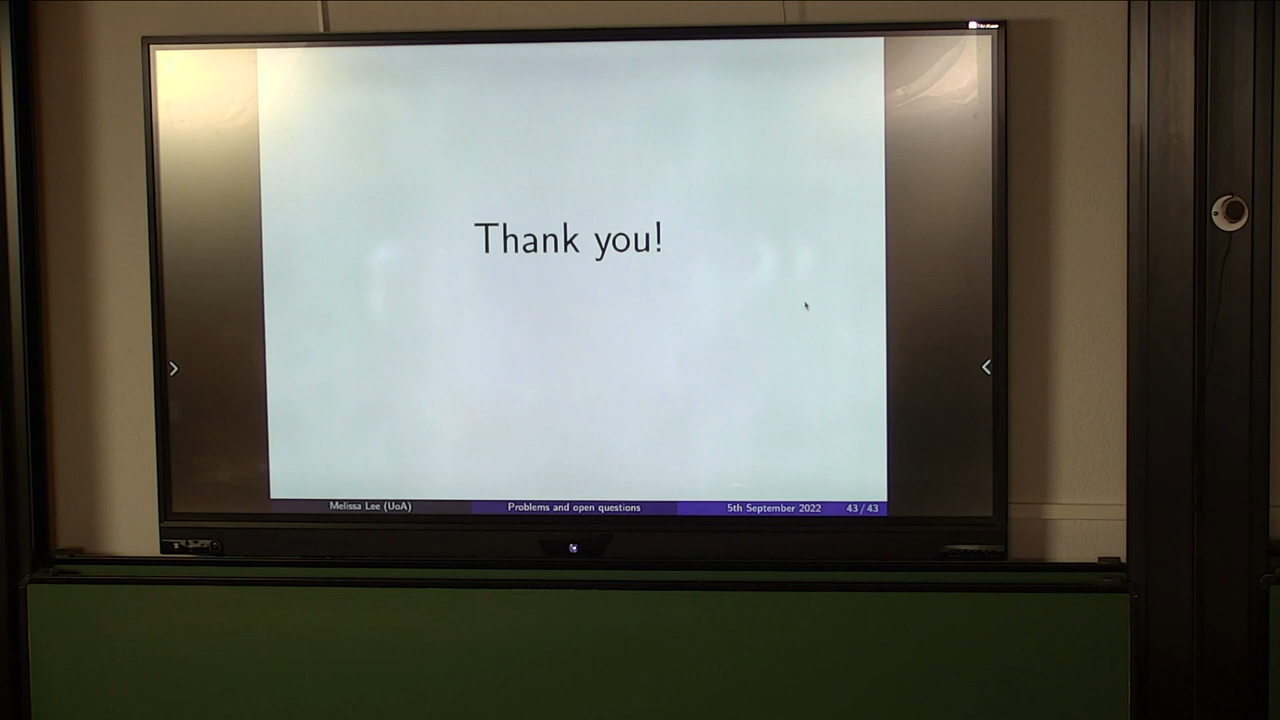 Thank you!
Melissa Lee (UoA) Problems and open questions 5th September 2022 43 / 43